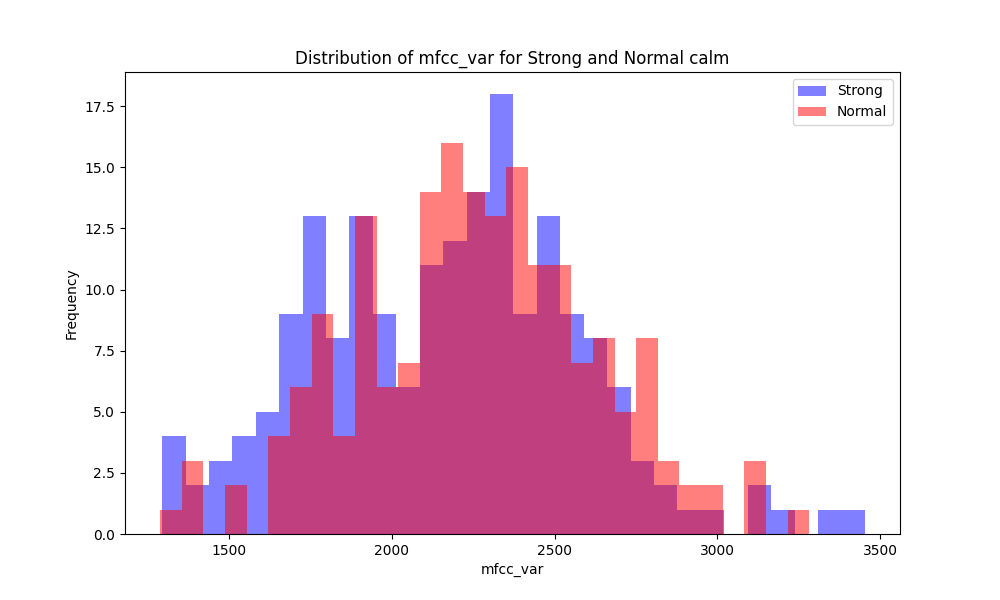 Distribution of mfcc_var for Strong and Normal calm
Strong
Normal
17.5
15.0
12.5
10.0
7.5
5.0
2.5
0.0
Frequency
1500 2000 2500 3000 3500
mfcc_var